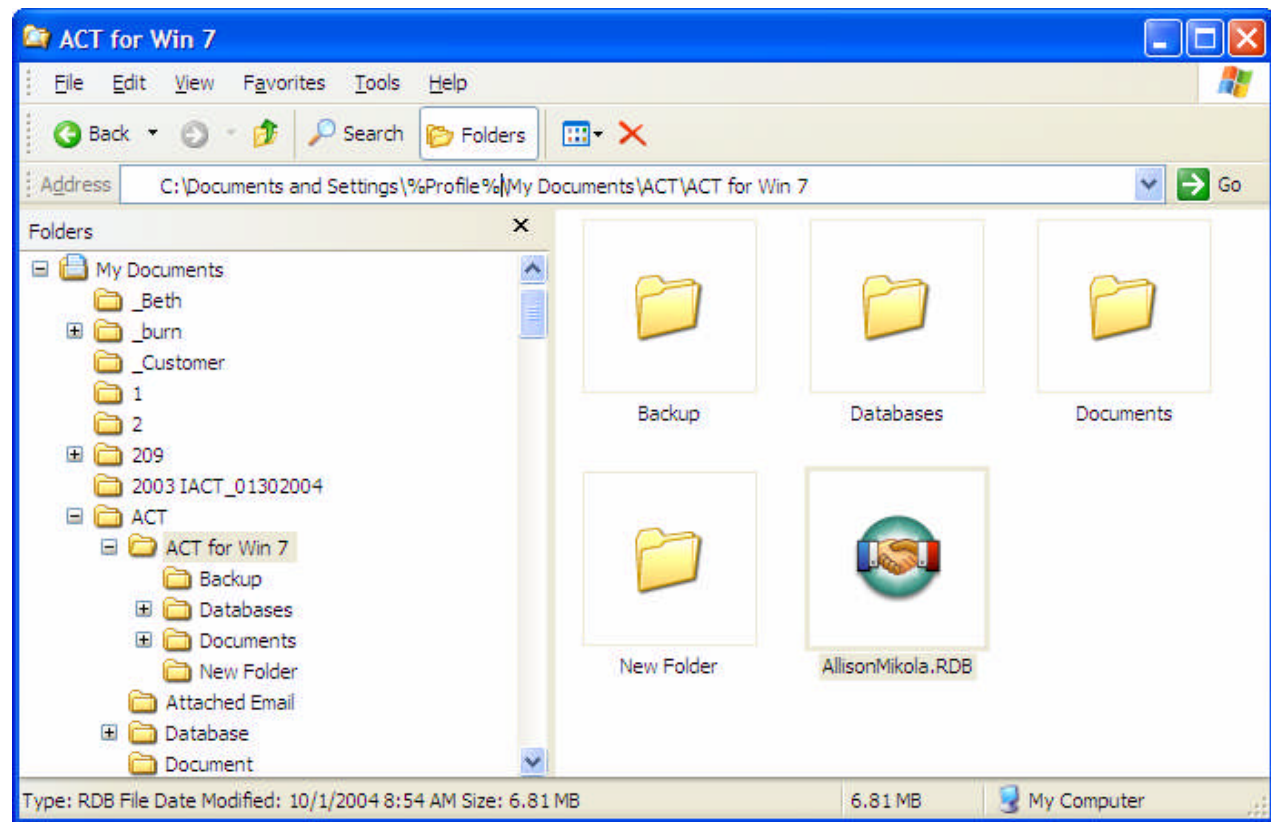 ACT for Win 7
File Edit View Favorites Tools Help
Back Search Folders
Address C:\Documents and Settings\%Profile%\My Documents\ACT\ACT for Win 7 Go
Folders
My Documents
_Beth
_burn
_Customer
1
2
209
2003 IACT_01302004
ACT
ACT for Win 7
Backup
Databases
Documents
New Folder
Attached Email
Database
Document
Backup Databases Documents
New Folder AllisonMikola.RDB
Type: RDB File Date Modified: 10/1/2004 8:54 AM Size: 6.81 MB 6.81 MB My Computer